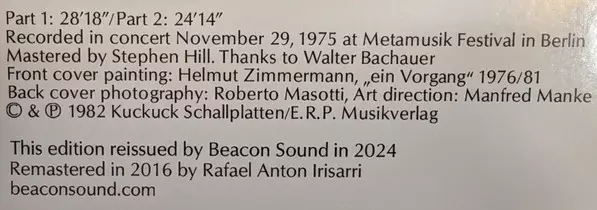 Part 1: 28'18"/Part 2: 24'14"
Recorded in concert November 29, 1975 at Metamusik Festival in Berlin
Mastered by Stephen Hill. Thanks to Walter Bachauer
Front cover painting: Helmut Zimmermann, „ein Vorgang“ 1976/81
Back cover photography: Roberto Masotti, Art direction: Manfred Manke
© & ℗ 1982 Kuckuck Schallplatten/E.R.P. Musikverlag
This edition reissued by Beacon Sound in 2024
Remastered in 2016 by Rafael Anton Irisarri
beaconsound.com